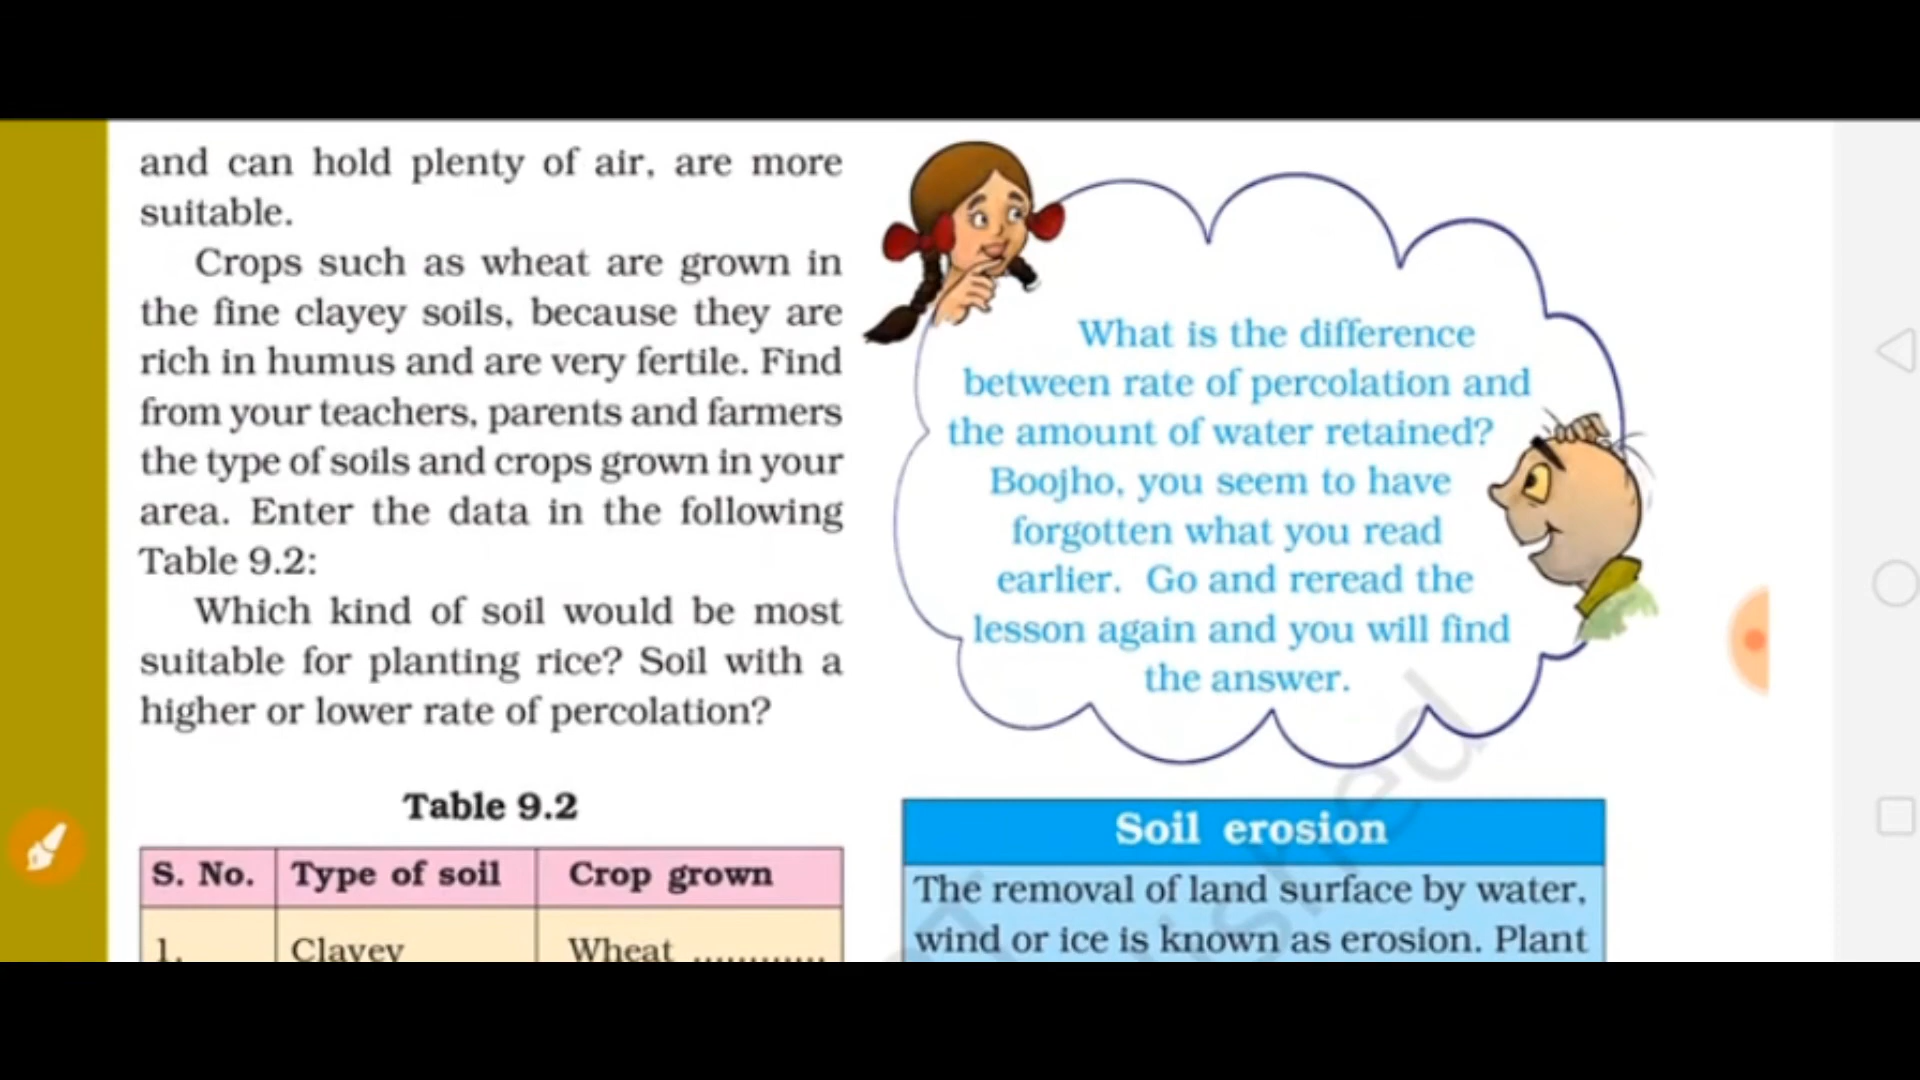 and can hold plenty of air, are more
suitable.
Crops such as wheat are grown in
the fine clayey soils, because they are
rich in humus and are very fertile. Find
from your teachers, parents and farmers
the type of soils and crops grown in your
area. Enter the data in the following
Table 9.2:
Which kind of soil would be most
suitable for planting rice? Soil with a
higher or lower rate of percolation?
Table 9.2
S. No. Type of soil Crop grown
1. Clayey Wheat ............
What is the difference
between rate of percolation and
the amount of water retained?
Boojho, you seem to have
forgotten what you read
earlier. Go and reread the
lesson again and you will find
the answer.
Soil erosion
The removal of land surface by water,
wind or ice is known as erosion. Plant